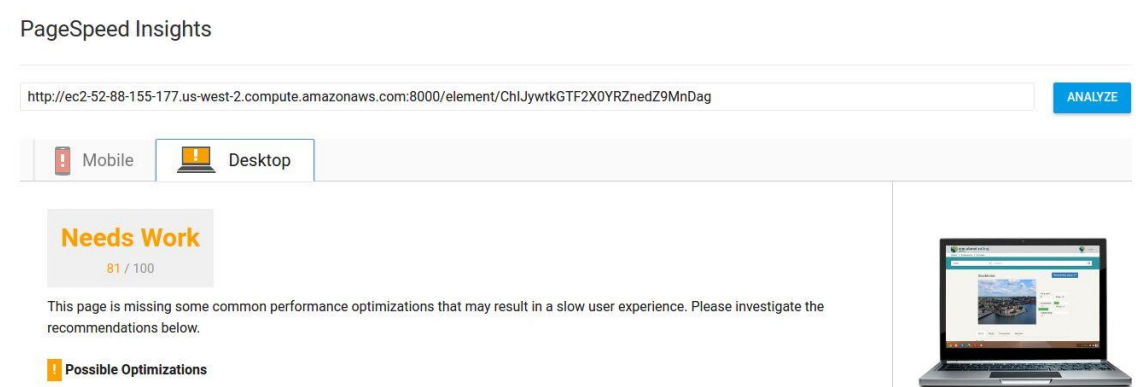 PageSpeed Insights
http://ec2-52-88-155-177.us-west-2.compute.amazonaws.com:8000/element/ChIJywtkGTF2X0YRZnedZ9MnDag
ANALYZE
Mobile
Desktop
Needs Work
81 / 100
This page is missing some common performance optimizations that may result in a slow user experience. Please investigate the
recommendations below.
Possible Optimizations